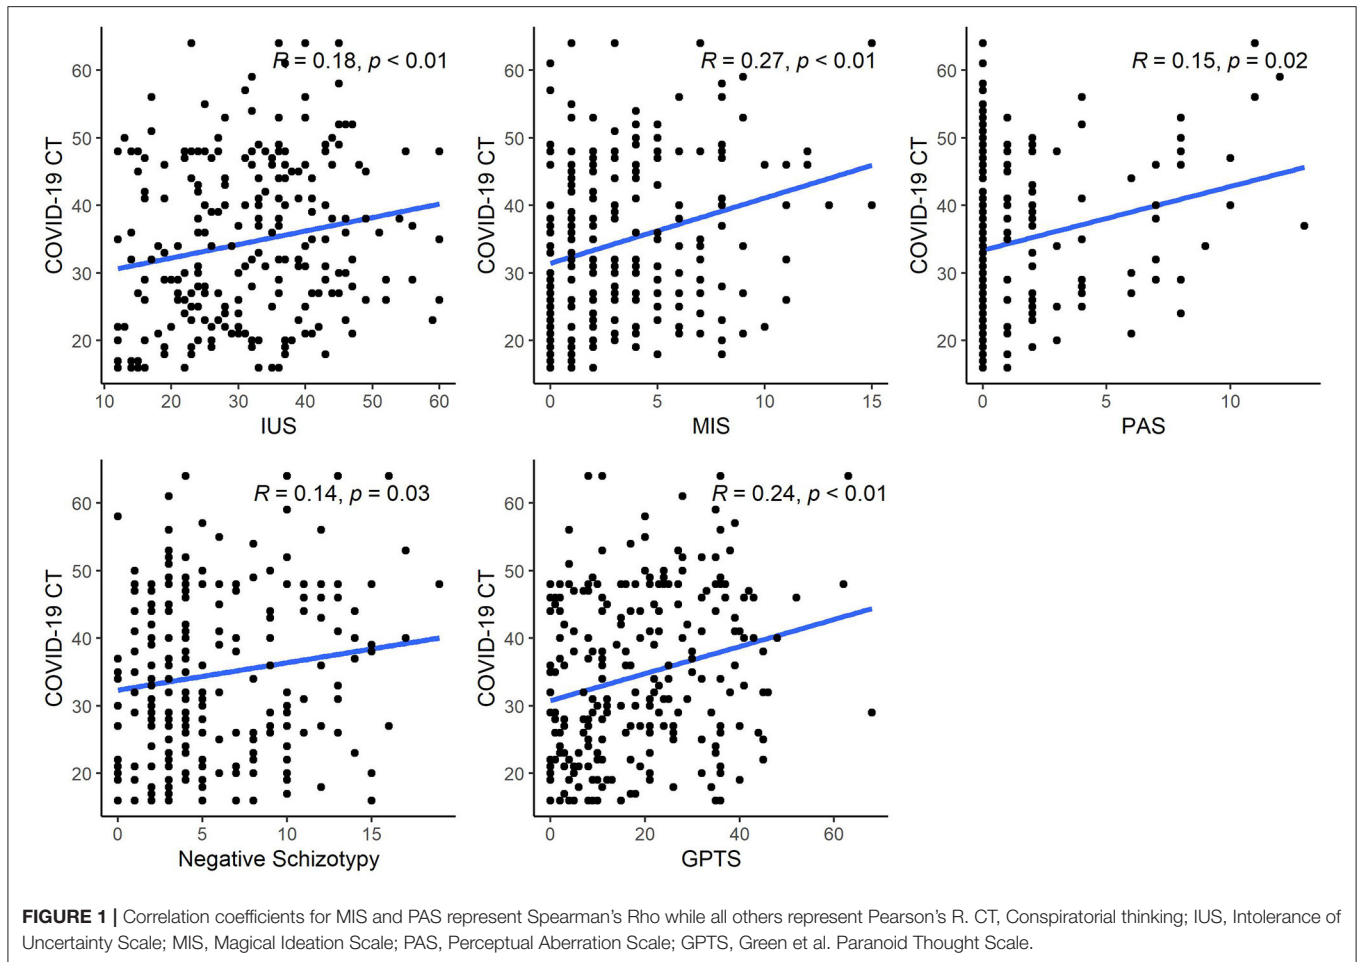 R = 0.18, p < 0.01
60
50
40
30
20
COVID-19 CT
10 20 30 40 50 60
IUS
R = 0.27, p < 0.01
60
50
40
30
20
COVID-19 CT
0 5 10 15
MIS
R = 0.15, p = 0.02
60
50
40
30
20
COVID-19 CT
0 5 10
PAS
R = 0.14, p = 0.03
60
50
40
30
20
COVID-19 CT
0 5 10 15
Negative Schizotypy
R = 0.24, p < 0.01
60
50
40
30
20
COVID-19 CT
0 20 40 60
GPTS
FIGURE 1 | Correlation coefficients for MIS and PAS represent Spearman's Rho while all others represent Pearson's R. CT, Conspiratorial thinking; IUS, Intolerance of
Uncertainty Scale; MIS, Magical Ideation Scale; PAS, Perceptual Aberration Scale; GPTS, Green et al. Paranoid Thought Scale.